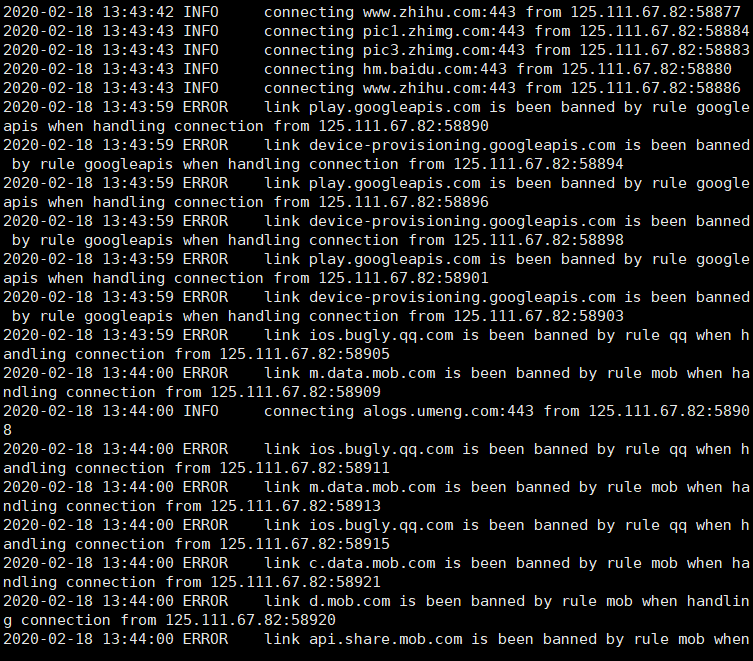 2020-02-18 13:43:42 INFO     connecting www.zhihu.com:443 from 125.111.67.82:58877
2020-02-18 13:43:43 INFO     connecting pic1.zhimg.com:443 from 125.111.67.82:58884
2020-02-18 13:43:43 INFO     connecting pic3.zhimg.com:443 from 125.111.67.82:58883
2020-02-18 13:43:43 INFO     connecting hm.baidu.com:443 from 125.111.67.82:58880
2020-02-18 13:43:43 INFO     connecting www.zhihu.com:443 from 125.111.67.82:58886
2020-02-18 13:43:59 ERROR    link play.googleapis.com is been banned by rule google
apis when handling connection from 125.111.67.82:58890
2020-02-18 13:43:59 ERROR    link device-provisioning.googleapis.com is been banned
 by rule googleapis when handling connection from 125.111.67.82:58894
2020-02-18 13:43:59 ERROR    link play.googleapis.com is been banned by rule google
apis when handling connection from 125.111.67.82:58896
2020-02-18 13:43:59 ERROR    link device-provisioning.googleapis.com is been banned
 by rule googleapis when handling connection from 125.111.67.82:58898
2020-02-18 13:43:59 ERROR    link play.googleapis.com is been banned by rule google
apis when handling connection from 125.111.67.82:58901
2020-02-18 13:43:59 ERROR    link device-provisioning.googleapis.com is been banned
 by rule googleapis when handling connection from 125.111.67.82:58903
2020-02-18 13:43:59 ERROR    link ios.bugly.qq.com is been banned by rule qq when h
andling connection from 125.111.67.82:58905
2020-02-18 13:44:00 ERROR    link m.data.mob.com is been banned by rule mob when ha
ndling connection from 125.111.67.82:58909
2020-02-18 13:44:00 INFO     connecting alogs.umeng.com:443 from 125.111.67.82:5890
8
2020-02-18 13:44:00 ERROR    link ios.bugly.qq.com is been banned by rule qq when h
andling connection from 125.111.67.82:58911
2020-02-18 13:44:00 ERROR    link m.data.mob.com is been banned by rule mob when ha
ndling connection from 125.111.67.82:58913
2020-02-18 13:44:00 ERROR    link ios.bugly.qq.com is been banned by rule qq when h
andling connection from 125.111.67.82:58915
2020-02-18 13:44:00 ERROR    link c.data.mob.com is been banned by rule mob when ha
ndling connection from 125.111.67.82:58921
2020-02-18 13:44:00 ERROR    link d.mob.com is been banned by rule mob when handlin
g connection from 125.111.67.82:58920
2020-02-18 13:44:00 ERROR    link api.share.mob.com is been banned by rule mob when